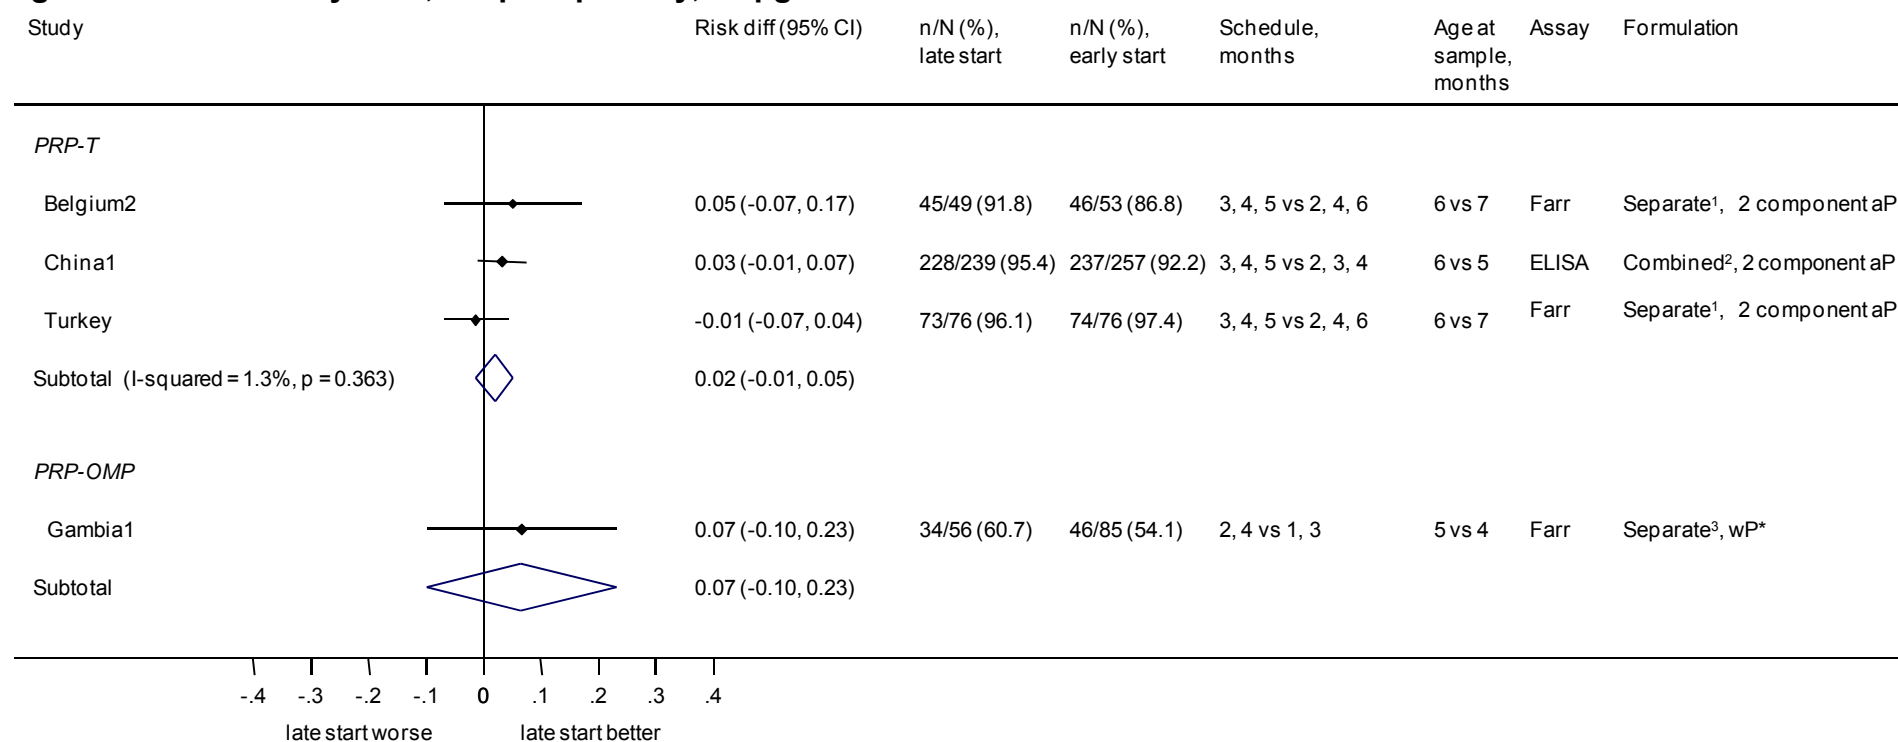 Study Risk diff (95% CI) n/N (%), late start n/N (%), early start Schedule, months Age at sample, months Assay Formulation
PRP-T
Belgium2 0.05 (-0.07, 0.17) 45/49 (91.8) 46/53 (86.8) 3, 4, 5 vs 2, 4, 6 6 vs 7 Farr Separate¹, 2 component aP
China1 0.03 (-0.01, 0.07) 228/239 (95.4) 237/257 (92.2) 3, 4, 5 vs 2, 3, 4 6 vs 5 ELISA Combined², 2 component aP
Turkey -0.01 (-0.07, 0.04) 73/76 (96.1) 74/76 (97.4) 3, 4, 5 vs 2, 4, 6 6 vs 7 Farr Separate¹, 2 component aP
Subtotal (I-squared = 1.3%, p = 0.363) 0.02 (-0.01, 0.05)
PRP-OMP
Gambia1 0.07 (-0.10, 0.23) 34/56 (60.7) 46/85 (54.1) 2, 4 vs 1, 3 5 vs 4 Farr Separate³, wP*
Subtotal 0.07 (-0.10, 0.23)
-.4 -.3 -.2 -.1 0 .1 .2 .3 .4
late start worse late start better